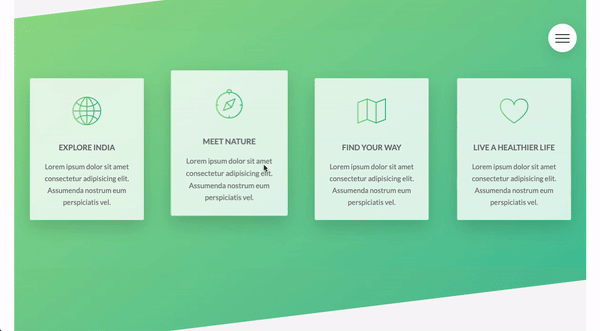 EXPLORE INDIA
Lorem ipsum dolor sit amet
consectetur adipisicing elit.
Assumenda nostrum eum
perspiciatis vel.
MEET NATURE
Lorem ipsum dolor sit amet
consectetur adipisicing elit.
Assumenda nostrum eum
perspiciatis vel.
FIND YOUR WAY
Lorem ipsum dolor sit amet
consectetur adipisicing elit.
Assumenda nostrum eum
perspiciatis vel.
LIVE A HEALTHIER LIFE
Lorem ipsum dolor sit amet
consectetur adipisicing elit.
Assumenda nostrum eum
perspiciatis vel.